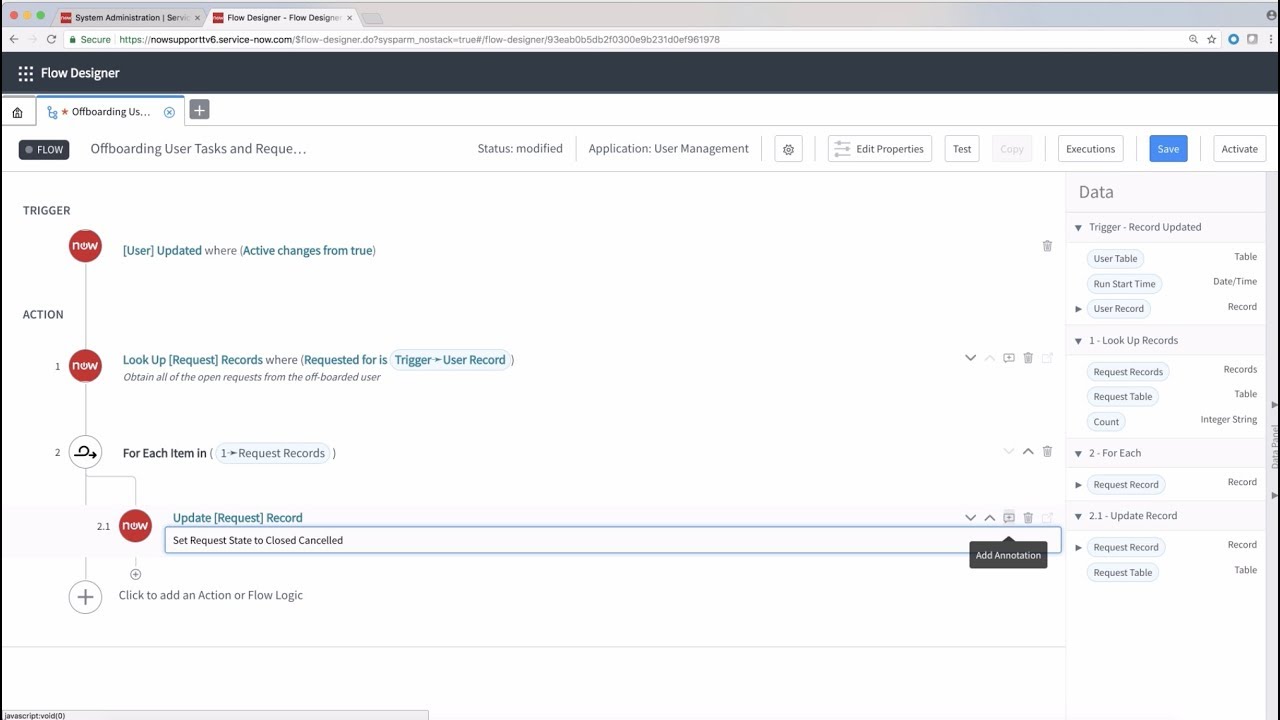 System Administration | Servic
Flow Designer - Flow Designer
Secure
https://nowsupporttv6.service-now.com/$flow-designer.do?sysparm_nostack=true#/flow-designer/93eab0b5db2f0300e9b231d0ef961978
Flow Designer
* Offboarding Us...
FLOW
Offboarding User Tasks and Reque...
Status: modified
Application: User Management
Edit Properties
Test
Copy
Executions
Save
Activate
TRIGGER
now
[User] Updated where (Active changes from true)
ACTION
1
now
Look Up [Request] Records where (Requested for is Trigger➛User Record )
Obtain all of the open requests from the off-boarded user
2
For Each Item in ( 1➛Request Records )
2.1
now
Update [Request] Record
Set Request State to Closed Cancelled
Add Annotation
Click to add an Action or Flow Logic
Data
Trigger - Record Updated
User Table Table
Run Start Time Date/Time
User Record Record
1 - Look Up Records
Request Records Records
Request Table Table
Count Integer String
2 - For Each
Request Record Record
2.1 - Update Record
Request Record Record
Request Table Table
Data Panel
javascript:void(0)